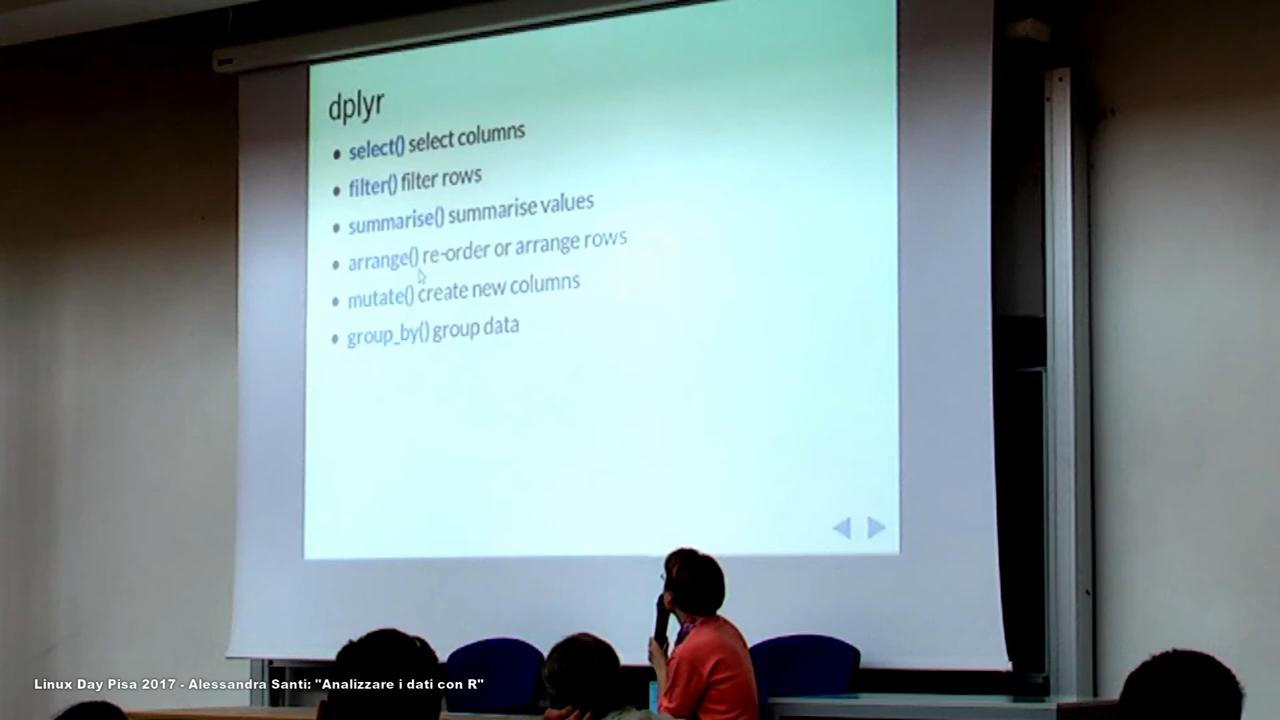 dplyr
• select() select columns
• filter() filter rows
• summarise() summarise values
• arrange() re-order or arrange rows
• mutate() create new columns
• group_by() group data
Linux Day Pisa 2017 - Alessandra Santi: "Analizzare i dati con R"